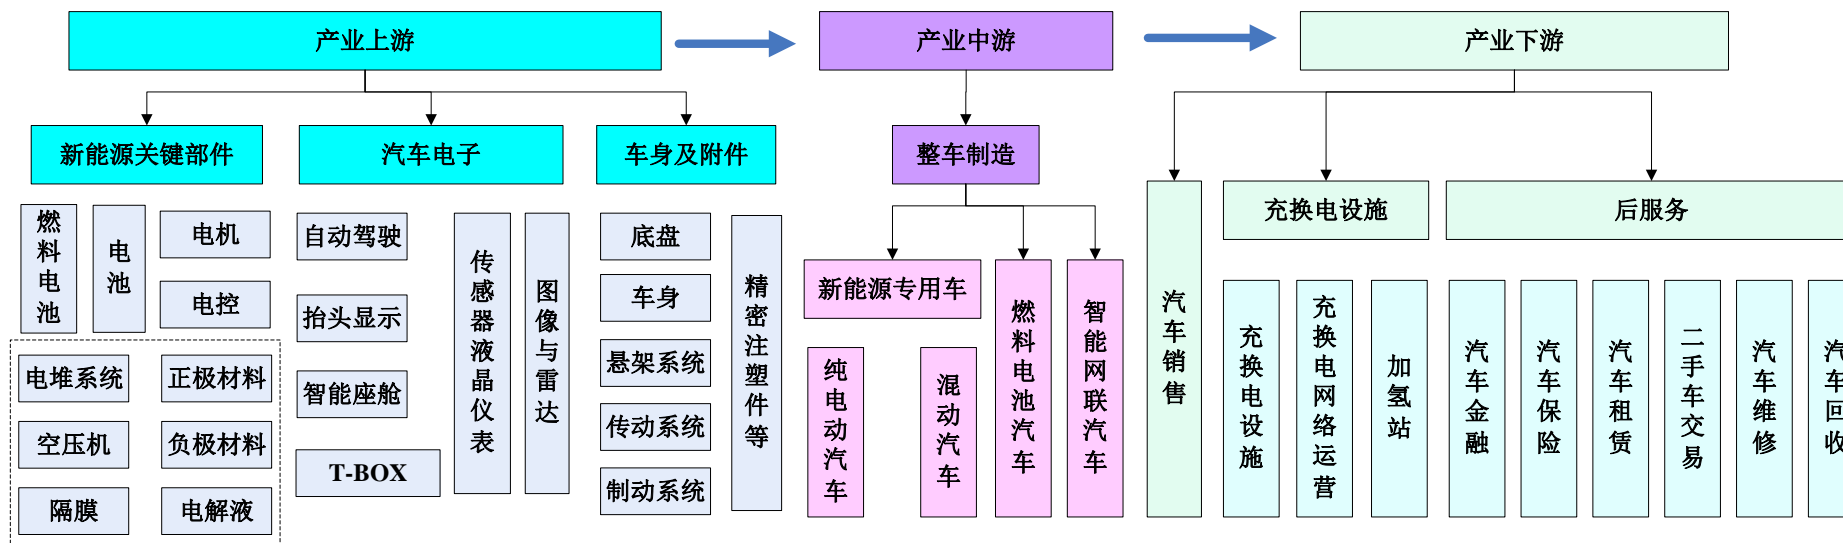 产业上游
产业中游
产业下游
新能源关键部件
汽车电子
车身及附件
整车制造
燃料电池
电池
电机
电控
电堆系统
正极材料
空压机
负极材料
隔膜
电解液
自动驾驶
抬头显示
智能座舱
T-BOX
传感器液晶仪表
图像与雷达
底盘
车身
悬架系统
传动系统
制动系统
精密注塑件等
新能源专用车
纯电动汽车
混动汽车
燃料电池汽车
智能网联汽车
汽车销售
充换电设施
后服务
充换电设施
充换电网络运营
加氢站
汽车金融
汽车保险
汽车租赁
二手车交易
汽车维修
汽车回收